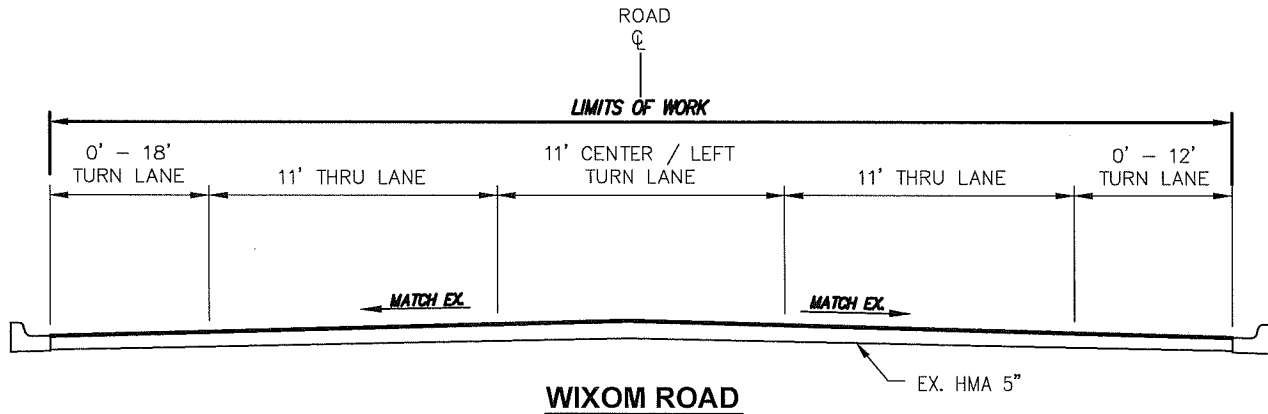 ROAD
℄
LIMITS OF WORK
0' - 18'
TURN LANE
11' THRU LANE
11' CENTER / LEFT
TURN LANE
11' THRU LANE
0' - 12'
TURN LANE
MATCH EX.
MATCH EX.
EX. HMA 5"
WIXOM ROAD